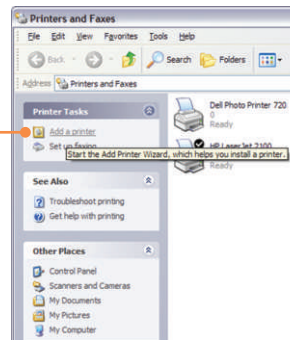 Printers and Faxes
File Edit View Favorites Tools Help
Back Search Folders
Address Printers and Faxes
Printer Tasks
Add a printer
Set up faxing
Start the Add Printer Wizard, which helps you install a printer.
Dell Photo Printer 720
0
Ready
HP LaserJet 2100
Ready
See Also
Troubleshoot printing
Get help with printing
Other Places
Control Panel
Scanners and Cameras
My Documents
My Pictures
My Computer